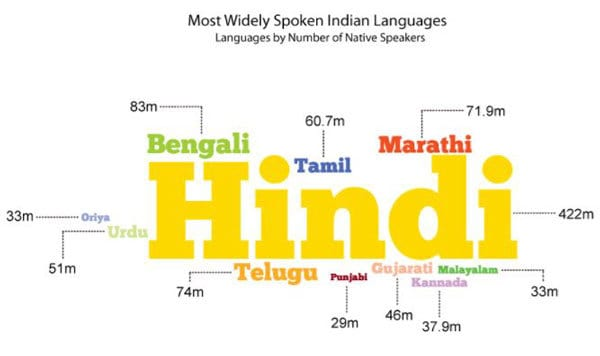 Most Widely Spoken Indian Languages
Languages by Number of Native Speakers
83m
60.7m
71.9m
Bengali
Tamil
Marathi
Hindi
33m
Oriya
422m
Urdu
51m
Telugu
Punjabi
Gujarati
Malayalam
Kannada
74m
33m
29m
46m
37.9m